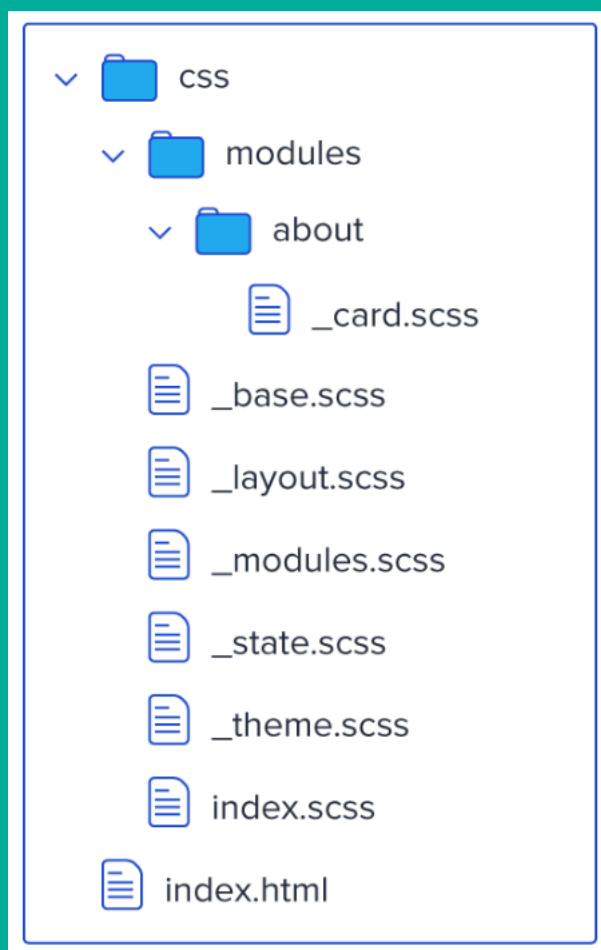 css
modules
about
_card.scss
_base.scss
_layout.scss
_modules.scss
_state.scss
_theme.scss
index.scss
index.html